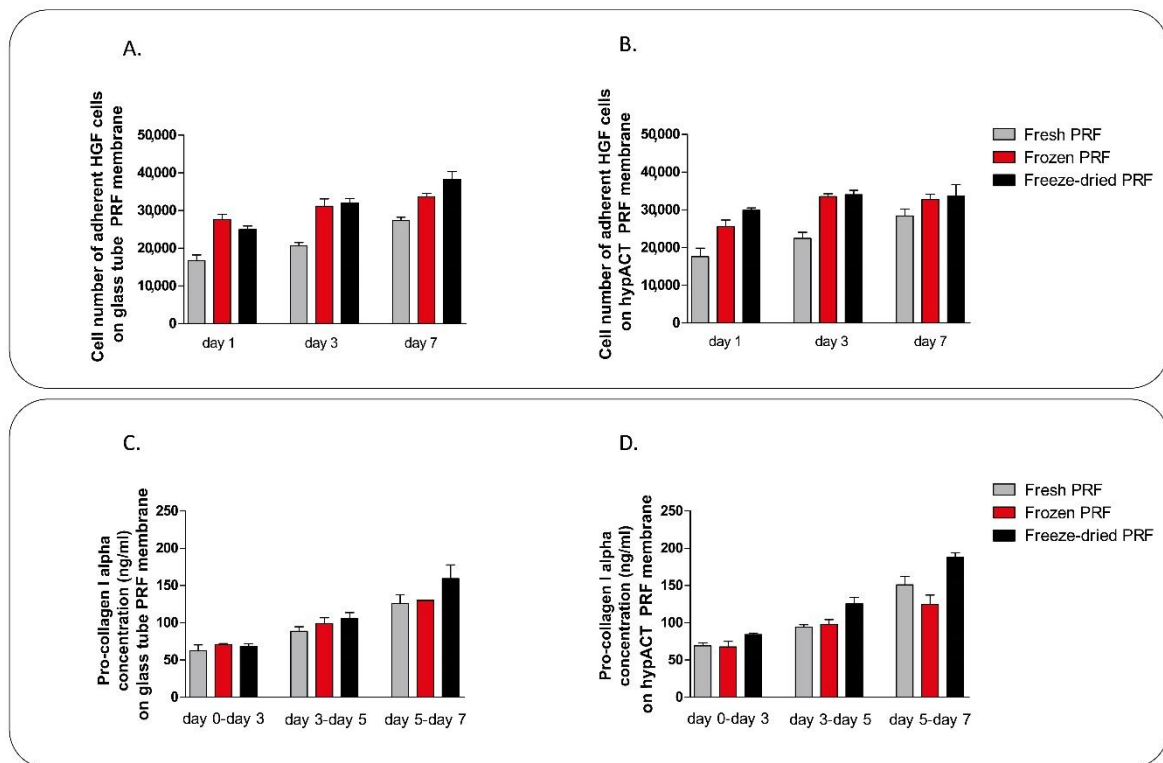 A.
Cell number of adherent HGF cells
on glass tube PRF membrane
50,000
40,000
30,000
20,000
10,000
0
day 1
day 3
day 7
B.
Cell number of adherent HGF cells
on hypACT PRF membrane
50,000
40,000
30,000
20,000
10,000
0
day 1
day 3
day 7
Fresh PRF
Frozen PRF
Freeze-dried PRF
C.
Pro-collagen I alpha
concentration (ng/ml)
on glass tube PRF membrane
250
200
150
100
50
0
day 0-day 3
day 3-day 5
day 5-day 7
D.
Pro-collagen I alpha
concentration (ng/ml)
on hypACT PRF membrane
250
200
150
100
50
0
day 0-day 3
day 3-day 5
day 5-day 7
Fresh PRF
Frozen PRF
Freeze-dried PRF